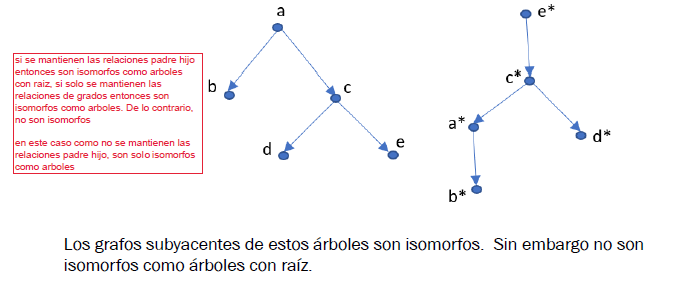 si se mantienen las relaciones padre hijo
entonces son isomorfos como arboles
con raiz, si solo se mantienen las
relaciones de grados entonces son
isomorfos como arboles. De lo contrario,
no son isomorfos
en este caso como no se mantienen las
relaciones padre hijo, son solo isomorfos
como arboles
a
b
c
d
e
e*
c*
a*
d*
b*
Los grafos subyacentes de estos árboles son isomorfos. Sin embargo no son
isomorfos como árboles con raíz.